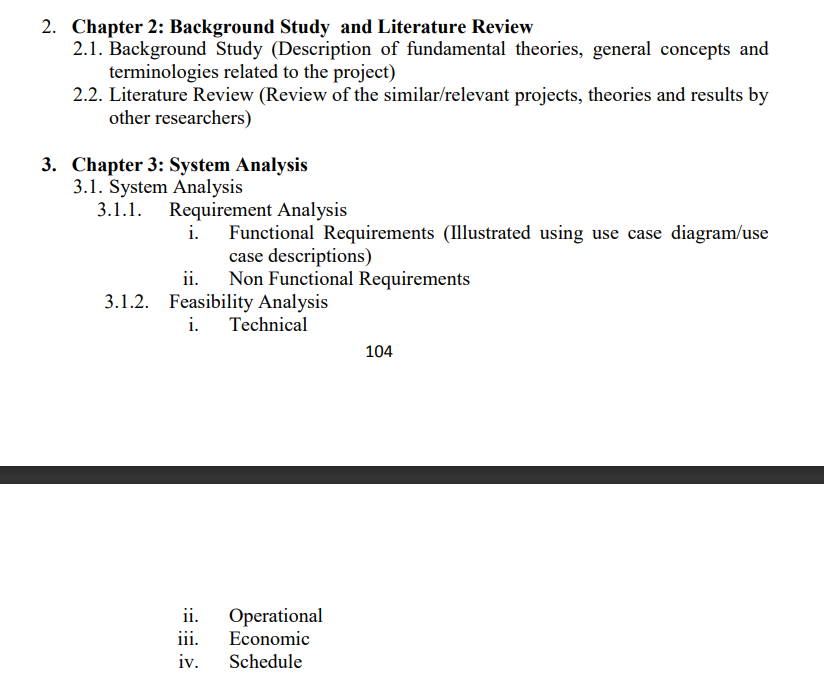 2. Chapter 2: Background Study and Literature Review
2.1. Background Study (Description of fundamental theories, general concepts and
terminologies related to the project)
2.2. Literature Review (Review of the similar/relevant projects, theories and results by
other researchers)
3. Chapter 3: System Analysis
3.1. System Analysis
3.1.1. Requirement Analysis
i. Functional Requirements (Illustrated using use case diagram/use
case descriptions)
ii. Non Functional Requirements
3.1.2. Feasibility Analysis
i. Technical
104
ii. Operational
iii. Economic
iv. Schedule